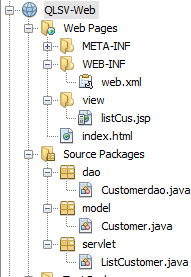 QLSV-Web
Web Pages
META-INF
WEB-INF
web.xml
view
listCus.jsp
index.html
Source Packages
dao
Customerdao.java
model
Customer.java
servlet
ListCustomer.java